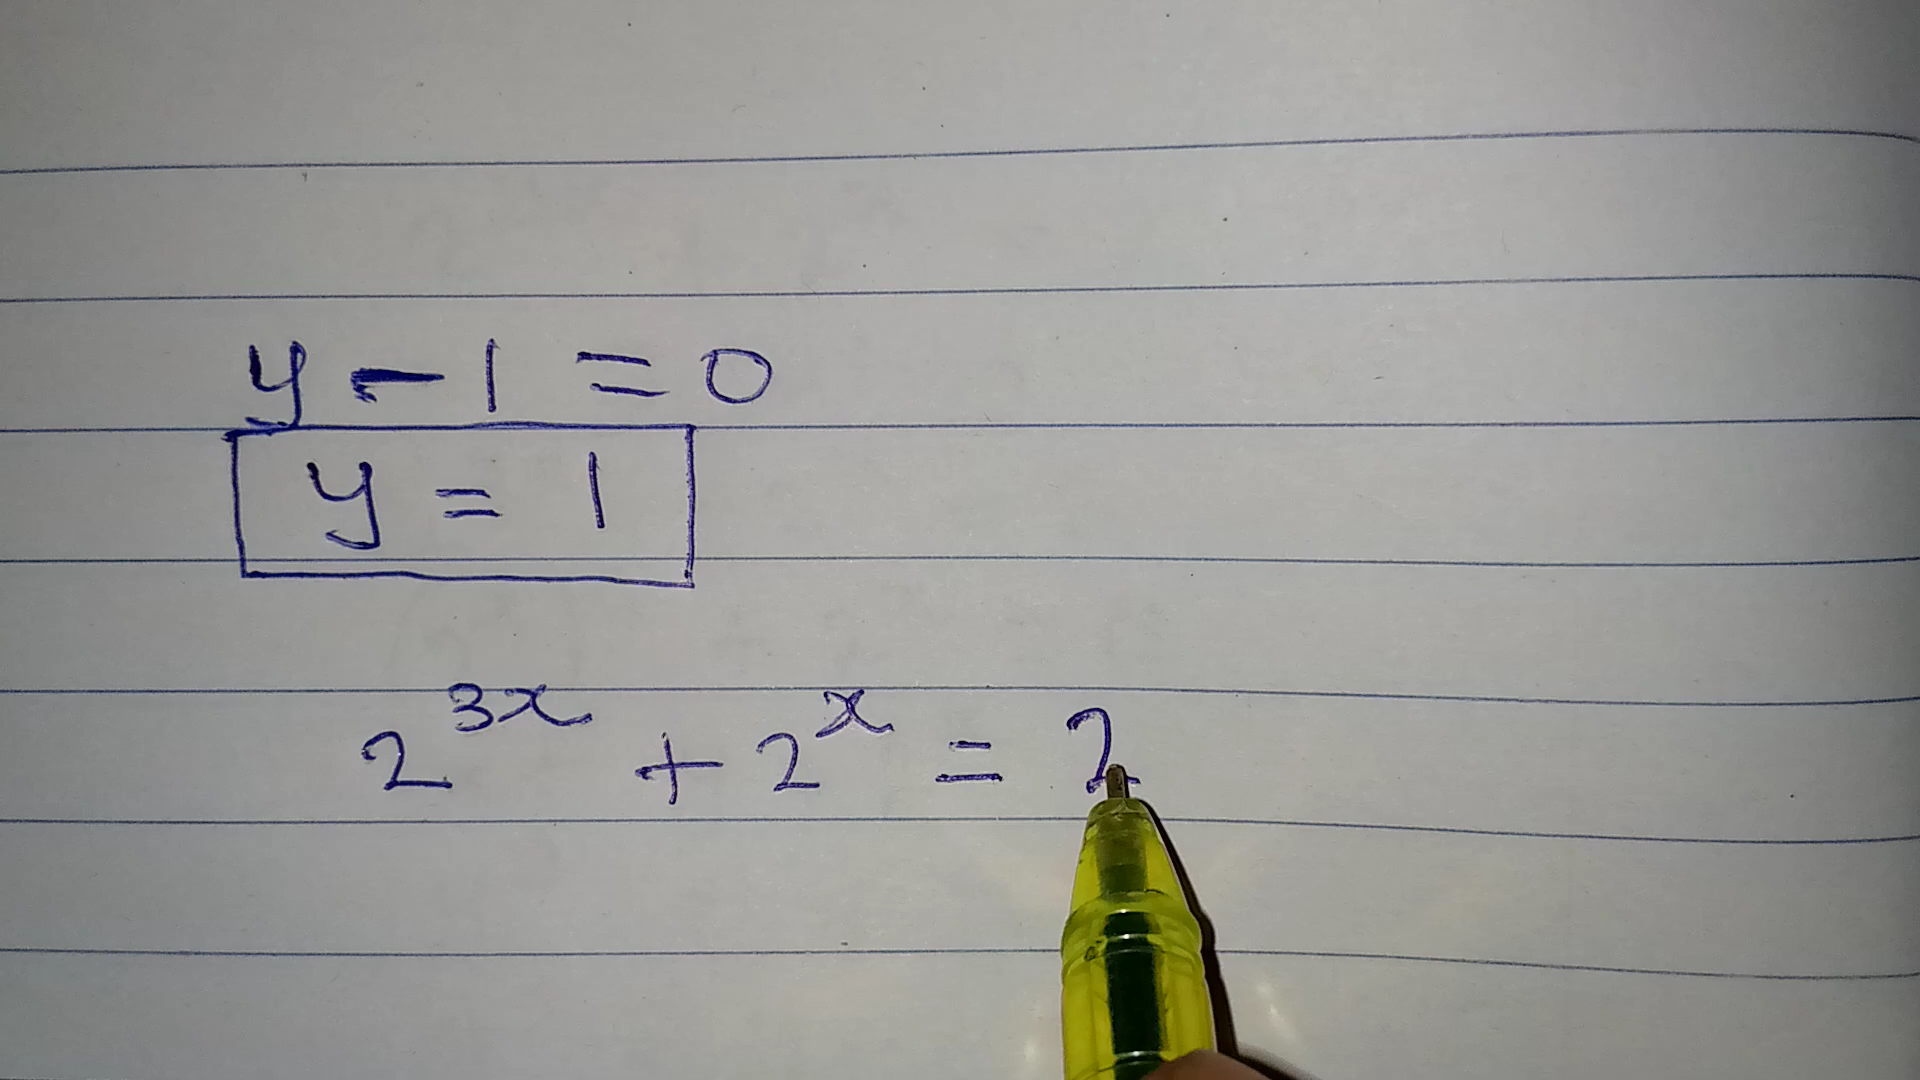 y - 1 = 0
y = 1
2^{3x} + 2^x = 2